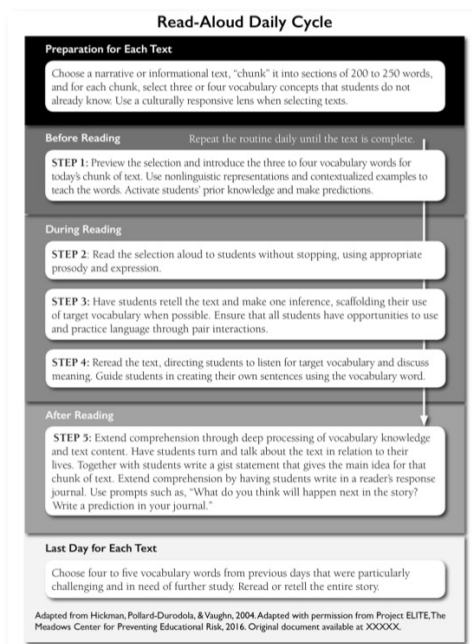 Read-Aloud Daily Cycle
Preparation for Each Text
Choose a narrative or informational text, "chunk" it into sections of 200 to 250 words,
and for each chunk, select three or four vocabulary concepts that students do not
already know. Use a culturally responsive lens when selecting texts.
Before Reading Repeat the routine daily until the text is complete.
STEP 1: Preview the selection and introduce the three to four vocabulary words for
today's chunk of text. Use nonlinguistic representations and contextualized examples to
teach the words. Activate students' prior knowledge and make predictions.
During Reading
STEP 2: Read the selection aloud to students without stopping, using appropriate
prosody and expression.
STEP 3: Have students retell the text and make one inference, scaffolding their use
of target vocabulary when possible. Ensure that all students have opportunities to use
and practice language through pair interactions.
STEP 4: Reread the text, directing students to listen for target vocabulary and discuss
meaning. Guide students in creating their own sentences using the vocabulary word.
After Reading
STEP 5: Extend comprehension through deep processing of vocabulary knowledge
and text content. Have students turn and talk about the text in relation to their
lives. Together with students write a gist statement that gives the main idea for that
chunk of text. Extend comprehension by having students write in a reader's response
journal. Use prompts such as, "What do you think will happen next in the story?
Write a prediction in your journal."
Last Day for Each Text
Choose four to five vocabulary words from previous days that were particularly
challenging and in need of further study. Reread or retell the entire story.
Adapted from Hickman, Pollard-Durodola, & Vaughn, 2004. Adapted with permission from Project ELITE, The
Meadows Center for Preventing Educational Risk, 2016. Original document available at XXXXX.